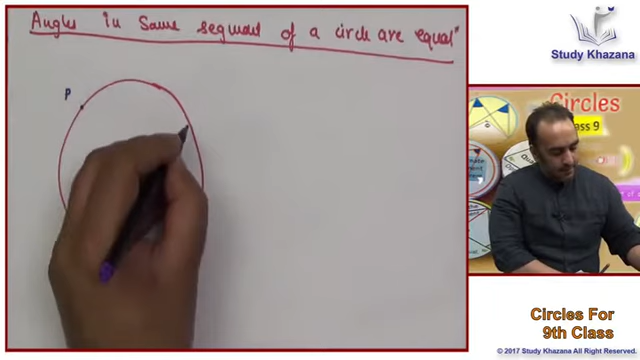 Angles in Same segment of a circle are equal"
P
Study Khazana
Circles
Class 9
Circles For
9th Class
© 2017 Study Khazana All Right Reserved.